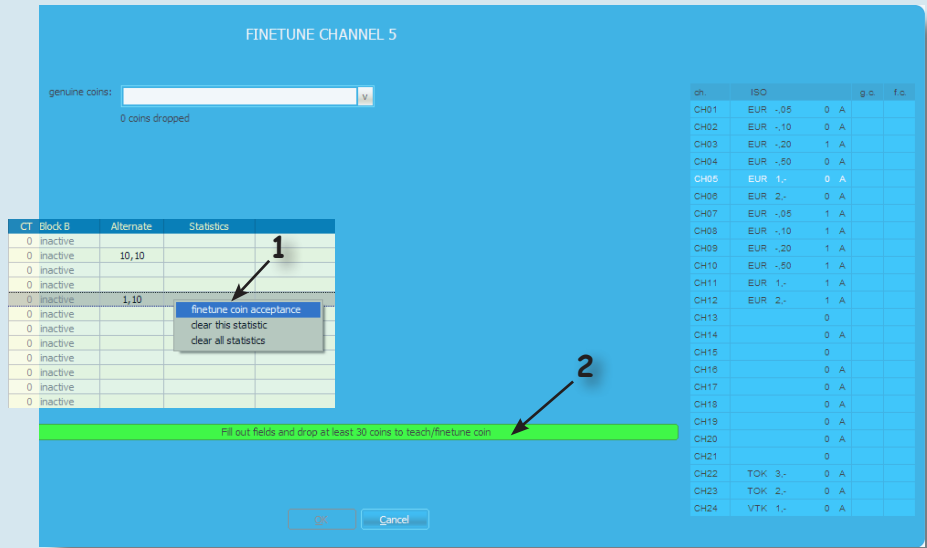 FINETUNE CHANNEL 5
genuine coins:
v
0 coins dropped
CT Block B Alternate Statistics
0 inactive
0 inactive 10,10
0 inactive
0 inactive
0 inactive 1,10
0 inactive
0 inactive
0 inactive
0 inactive
0 inactive
0 inactive
0 inactive
1
finetune coin acceptance
clear this statistic
clear all statistics
2
Fill out fields and drop at least 30 coins to teach/finetune coin
Cancel
ch. ISO g.c. f.c.
CH01 EUR -,05 0 A
CH02 EUR -,10 0 A
CH03 EUR -,20 1 A
CH04 EUR -,50 0 A
CH05 EUR 1,- 0 A
CH06 EUR 2,- 0 A
CH07 EUR -,05 1 A
CH08 EUR -,10 1 A
CH09 EUR -,20 1 A
CH10 EUR -,50 1 A
CH11 EUR 1,- 1 A
CH12 EUR 2,- 1 A
CH13 0
CH14 0 A
CH15 0
CH16 0 A
CH17 0 A
CH18 0 A
CH19 0 A
CH20 0 A
CH21 0
CH22 TOK 3,- 0 A
CH23 TOK 2,- 0 A
CH24 VTK 1,- 0 A